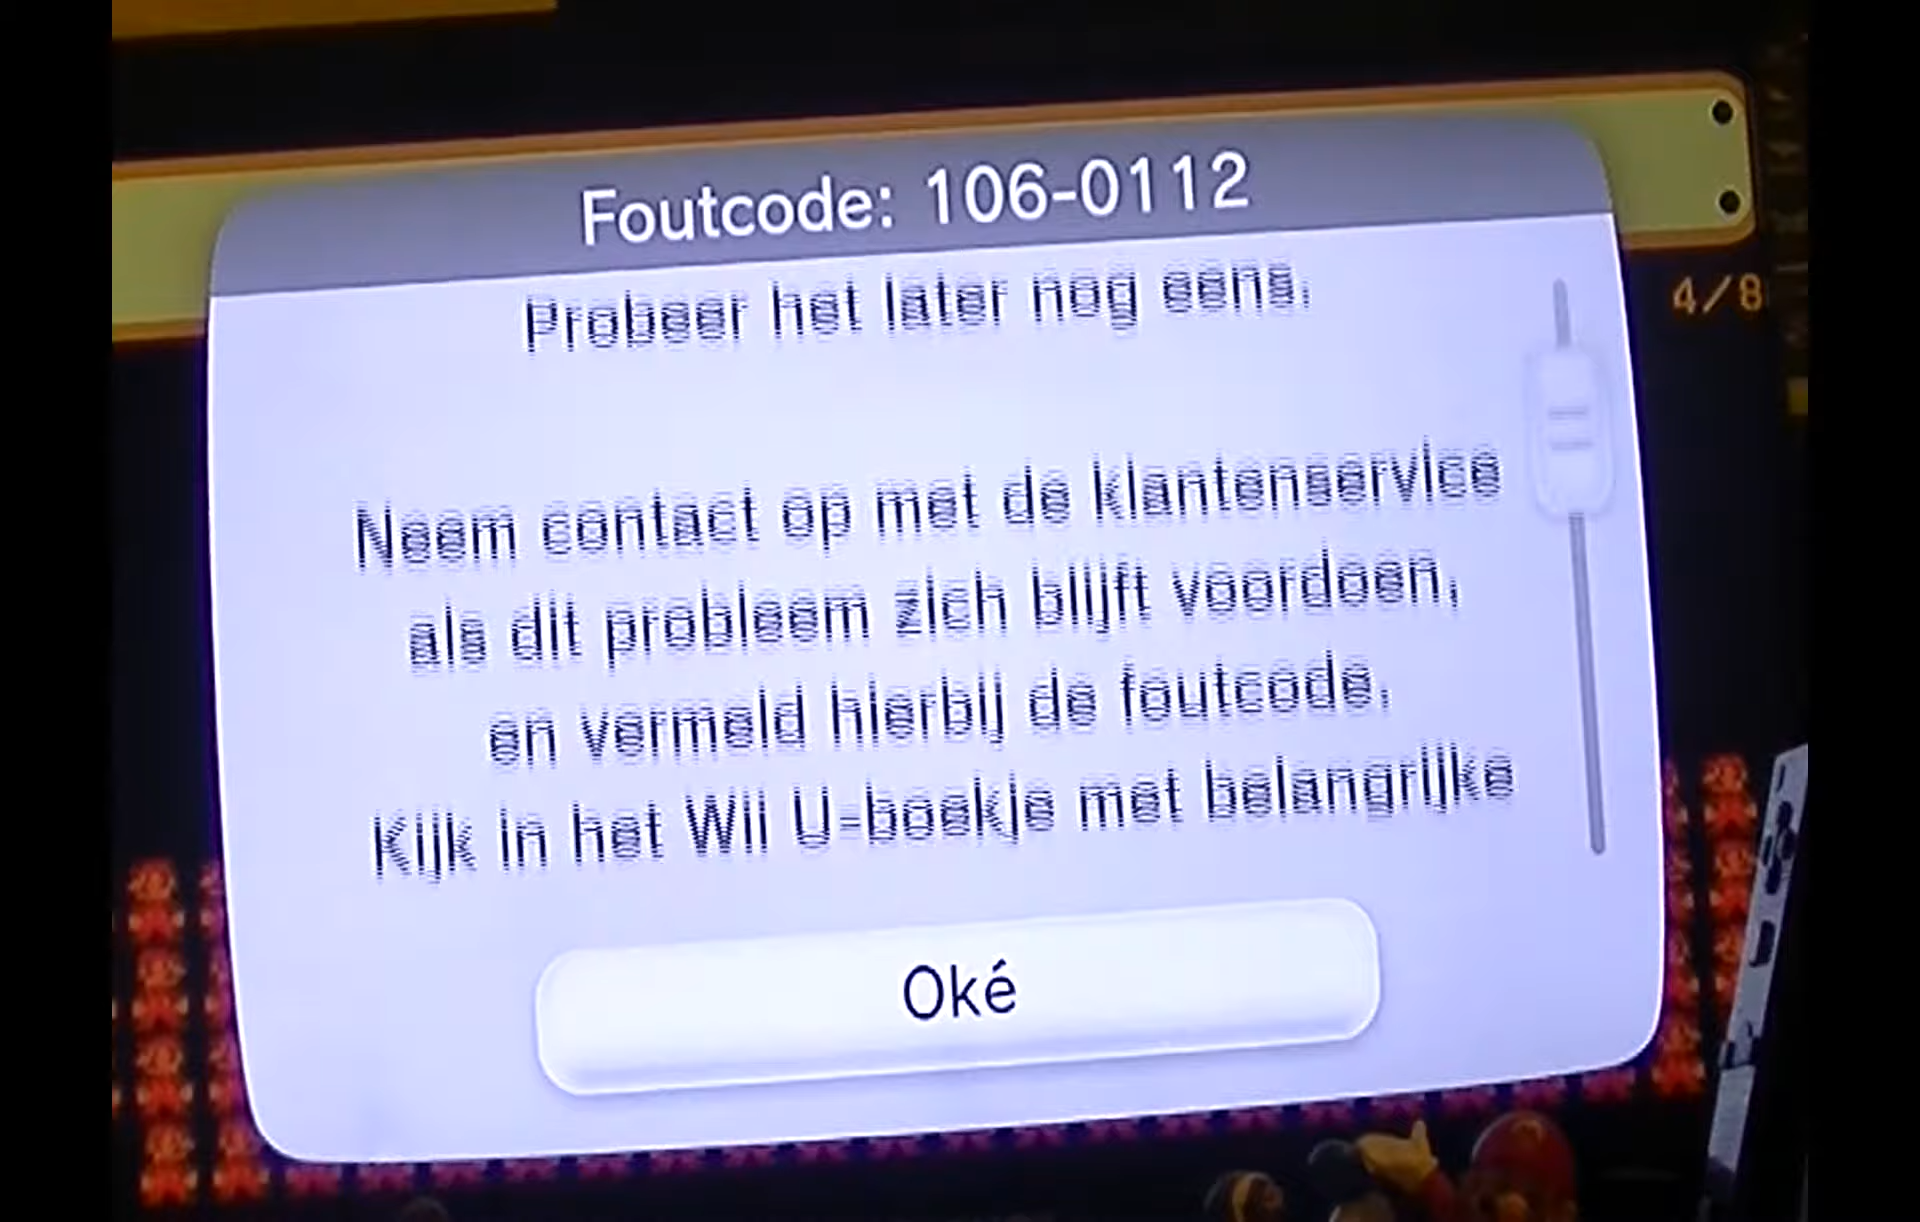 Foutcode: 106-0112
4/8
Probeer het later nog eens.
Neem contact op met de klantenservice
als dit probleem zich blijft voordoen,
en vermeld hierbij de foutcode.
Kijk in het Wii U-boekje met belangrijke
Oké